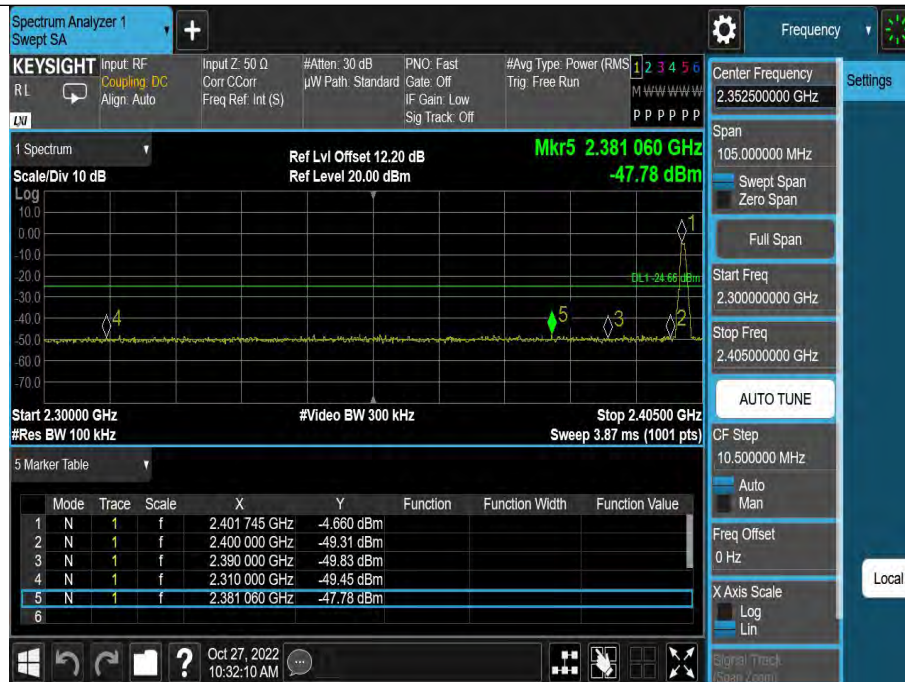 Spectrum Analyzer 1
Swept SA
Frequency
KEYSIGHT
RL
LXI
Input: RF
Coupling: DC
Align: Auto
Input Z: 50 Ω
Corr CCorr
Freq Ref: Int (S)
#Atten: 30 dB
µW Path: Standard
PNO: Fast
Gate: Off
IF Gain: Low
Sig Track: Off
#Avg Type: Power (RMS
Trig: Free Run
1 2 3 4 5 6
M W W W W W
P P P P P P
Center Frequency
2.352500000 GHz
Settings
1 Spectrum
Scale/Div 10 dB
Ref Lvl Offset 12.20 dB
Ref Level 20.00 dBm
Mkr5 2.381 060 GHz
-47.78 dBm
Span
105.000000 MHz
Swept Span
Zero Span
Full Span
Start Freq
2.300000000 GHz
Stop Freq
2.405000000 GHz
AUTO TUNE
CF Step
10.500000 MHz
Auto
Man
Freq Offset
0 Hz
X Axis Scale
Log
Lin
Signal Track
(Span Zoom)
Local
Log
10.0
0.00
-10.0
-20.0
-30.0
-40.0
-50.0
-60.0
-70.0
1
DL1 -24.66 dBm
4
5
3
2
Start 2.30000 GHz
#Res BW 100 kHz
#Video BW 300 kHz
Stop 2.40500 GHz
Sweep 3.87 ms (1001 pts)
5 Marker Table
Mode Trace Scale X Y Function Function Width Function Value
1 N 1 f 2.401 745 GHz -4.660 dBm
2 N 1 f 2.400 000 GHz -49.31 dBm
3 N 1 f 2.390 000 GHz -49.83 dBm
4 N 1 f 2.310 000 GHz -49.45 dBm
5 N 1 f 2.381 060 GHz -47.78 dBm
6
?
Oct 27, 2022
10:32:10 AM